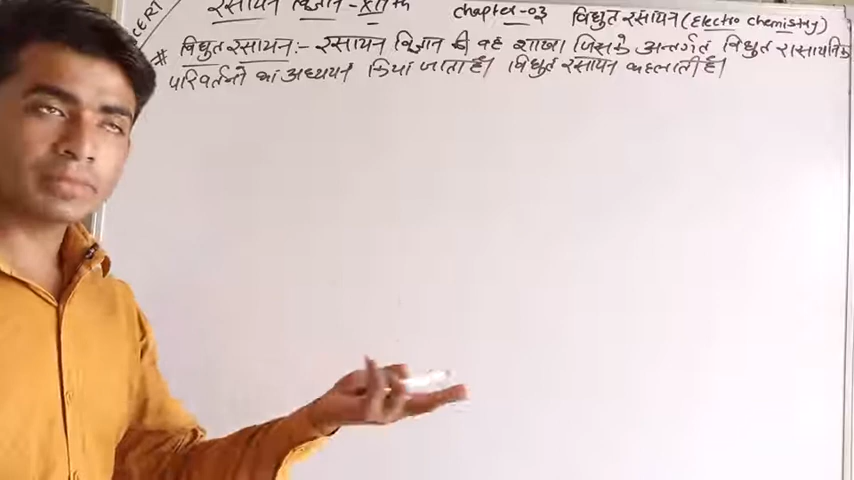 CERT
रसायन विज्ञान - XIIth chapter-03 विधुत रसायन (Electro chemistry)
# विधुत रसायन:- रसायन विज्ञान की वह शाखा जिसके अन्तर्गत विधुत रासायनिक
परिवर्तनों का अध्ययन किया जाता है। विधुत रसायन कहलाती है।